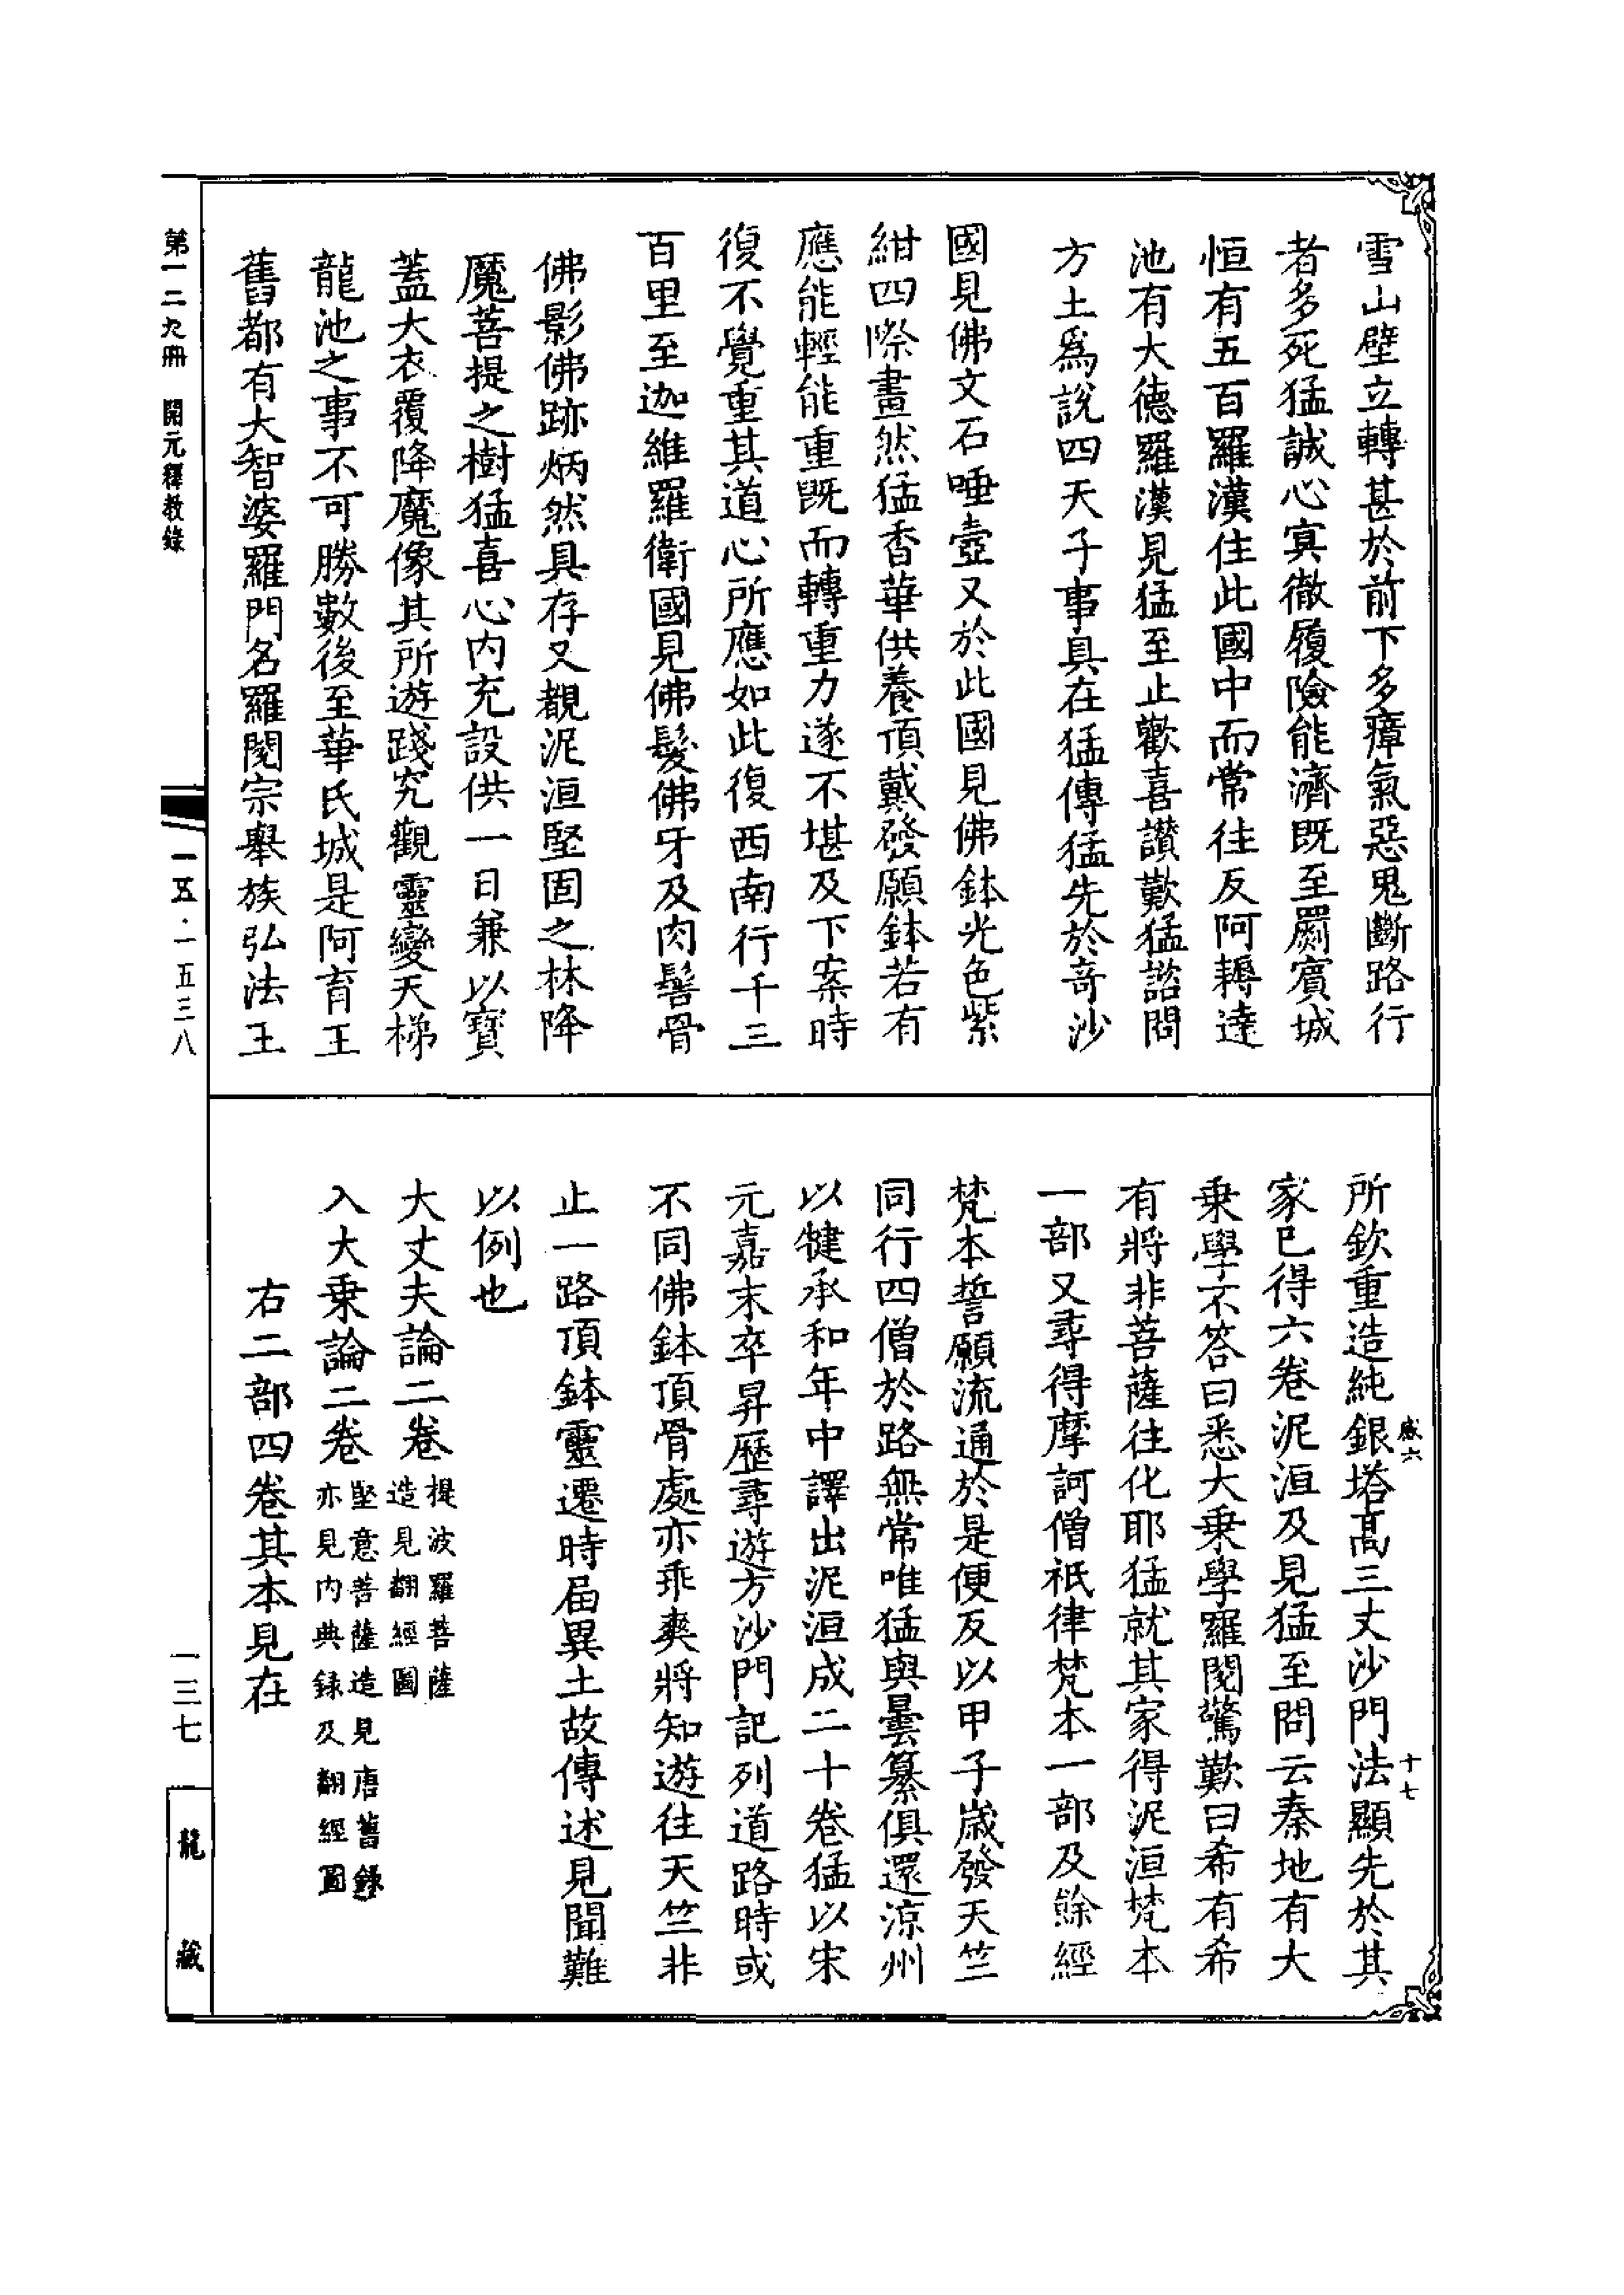 雪山壁立轉甚於前下多瘴氣惡鬼斷路行
者多死猛誠心冥徹履險能濟既至罽賓城
恒有五百羅漢住此國中而常往反阿耨達
池有大德羅漢見猛至止歡喜讃歎猛諮問
方土爲說四天子事具在猛傳猛先於奇沙
國見佛文石唾壺又於此國見佛鉢光色紫
紺四際畫然猛香華供養頂戴發願鉢若有
應能輕能重既而轉重力遂不堪及下案時
復不覺重其道心所應如此復西南行千三
百里至迦維羅衛國見佛髮佛牙及肉髻骨
佛影佛跡炳然具存又覩泥洹堅固之林降
魔菩提之樹猛喜心內充設供一日兼以寶
蓋大衣覆降魔像其所遊踐究觀靈變天梯
龍池之事不可勝數後至華氏城是阿育王
舊都有大智婆羅門名羅閱宗舉族弘法王
所欽重造純銀塔高三丈沙門法顯先於其
家已得六卷泥洹及見猛至問云秦地有大
乗學不答曰悉大乗學羅閱驚歎曰希有希
有將非菩薩往化耶猛就其家得泥洹梵本
一部又尋得摩訶僧祇律梵本一部及餘經
梵本誓願流通於是便反以甲子歲發天竺
同行四僧於路無常唯猛與曇纂俱還涼州
以犍承和年中譯出泥洹成二十卷猛以宋
元嘉末卒昇歷尋遊方沙門記列道路時或
不同佛鉢頂骨處亦乖爽將知遊往天竺非
止一路頂鉢靈遷時届異土故傳述見聞難
以例也
大丈夫論二卷 提波羅菩薩
造見翻經圖
入大乗論二卷 堅意菩薩造見唐舊錄
亦見内典録及翻經圖
右二部四卷其本見在
感六
十七
第一二九冊 開元釋教錄
一五·一五三八
一三七
龍藏